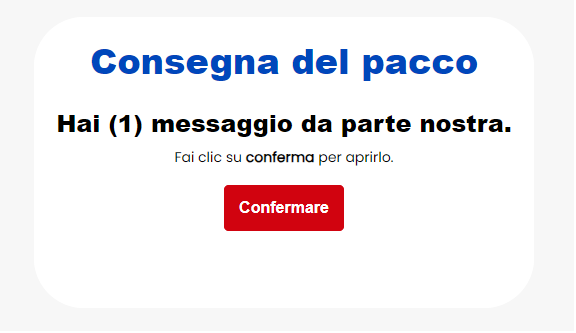 Consegna del pacco
Hai (1) messaggio da parte nostra.
Fai clic su conferma per aprirlo.
Confermare